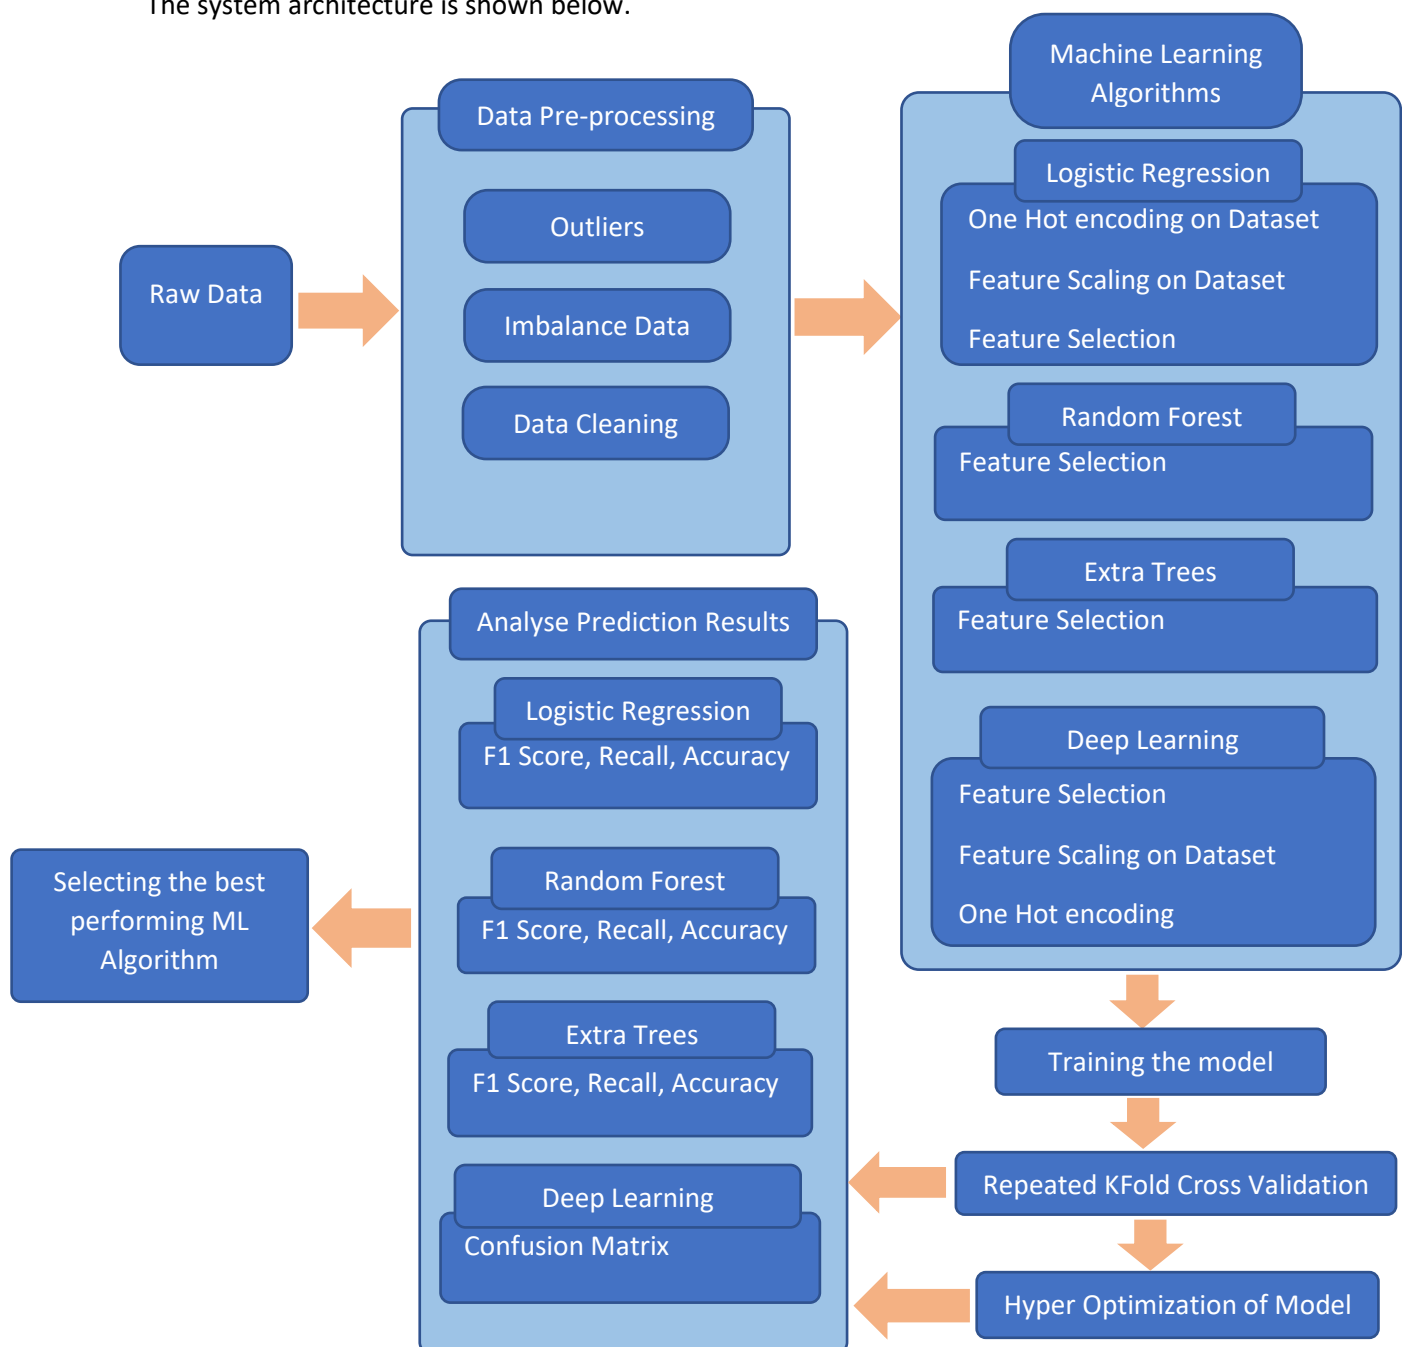 The system architecture is shown below.
Raw Data
Data Pre-processing
Outliers
Imbalance Data
Data Cleaning
Machine Learning
Algorithms
Logistic Regression
One Hot encoding on Dataset
Feature Scaling on Dataset
Feature Selection
Random Forest
Feature Selection
Extra Trees
Feature Selection
Deep Learning
Feature Selection
Feature Scaling on Dataset
One Hot encoding
Training the model
Repeated KFold Cross Validation
Hyper Optimization of Model
Analyse Prediction Results
Logistic Regression
F1 Score, Recall, Accuracy
Random Forest
F1 Score, Recall, Accuracy
Extra Trees
F1 Score, Recall, Accuracy
Deep Learning
Confusion Matrix
Selecting the best
performing ML
Algorithm